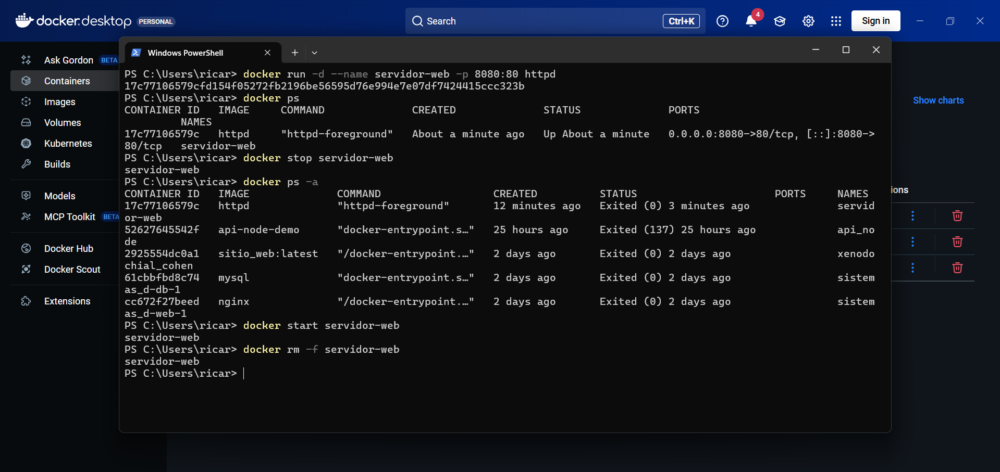 docker.desktop PERSONAL
Search
Ctrl+K
4
Sign in
Ask Gordon BETA
Containers
Images
Volumes
Kubernetes
Builds
Models
MCP Toolkit BETA
Docker Hub
Docker Scout
Extensions
Show charts
ions
Windows PowerShell
PS C:\Users\ricar> docker run -d --name servidor-web -p 8080:80 httpd
17c77106579cfd154f05272fb2196be56595d76e994e7e07df7424415ccc323b
PS C:\Users\ricar> docker ps
CONTAINER ID   IMAGE     COMMAND              CREATED              STATUS              PORTS
         NAMES
17c77106579c   httpd     "httpd-foreground"   About a minute ago   Up About a minute   0.0.0.0:8080->80/tcp, [::]:8080->
80/tcp   servidor-web
PS C:\Users\ricar> docker stop servidor-web
servidor-web
PS C:\Users\ricar> docker ps -a
CONTAINER ID   IMAGE              COMMAND                  CREATED          STATUS                      PORTS     NAMES
17c77106579c   httpd              "httpd-foreground"       12 minutes ago   Exited (0) 3 minutes ago              servid
or-web
52627645542f   api-node-demo      "docker-entrypoint.s…"   25 hours ago     Exited (137) 25 hours ago             api_no
de
2925554dc0a1   sitio_web:latest   "/docker-entrypoint.…"   2 days ago       Exited (0) 2 days ago                 xenodo
chial_cohen
61cbbfbd8c74   mysql              "docker-entrypoint.s…"   2 days ago       Exited (0) 2 days ago                 sistem
as_d-db-1
cc672f27beed   nginx              "/docker-entrypoint.…"   2 days ago       Exited (0) 2 days ago                 sistem
as_d-web-1
PS C:\Users\ricar> docker start servidor-web
servidor-web
PS C:\Users\ricar> docker rm -f servidor-web
servidor-web
PS C:\Users\ricar>